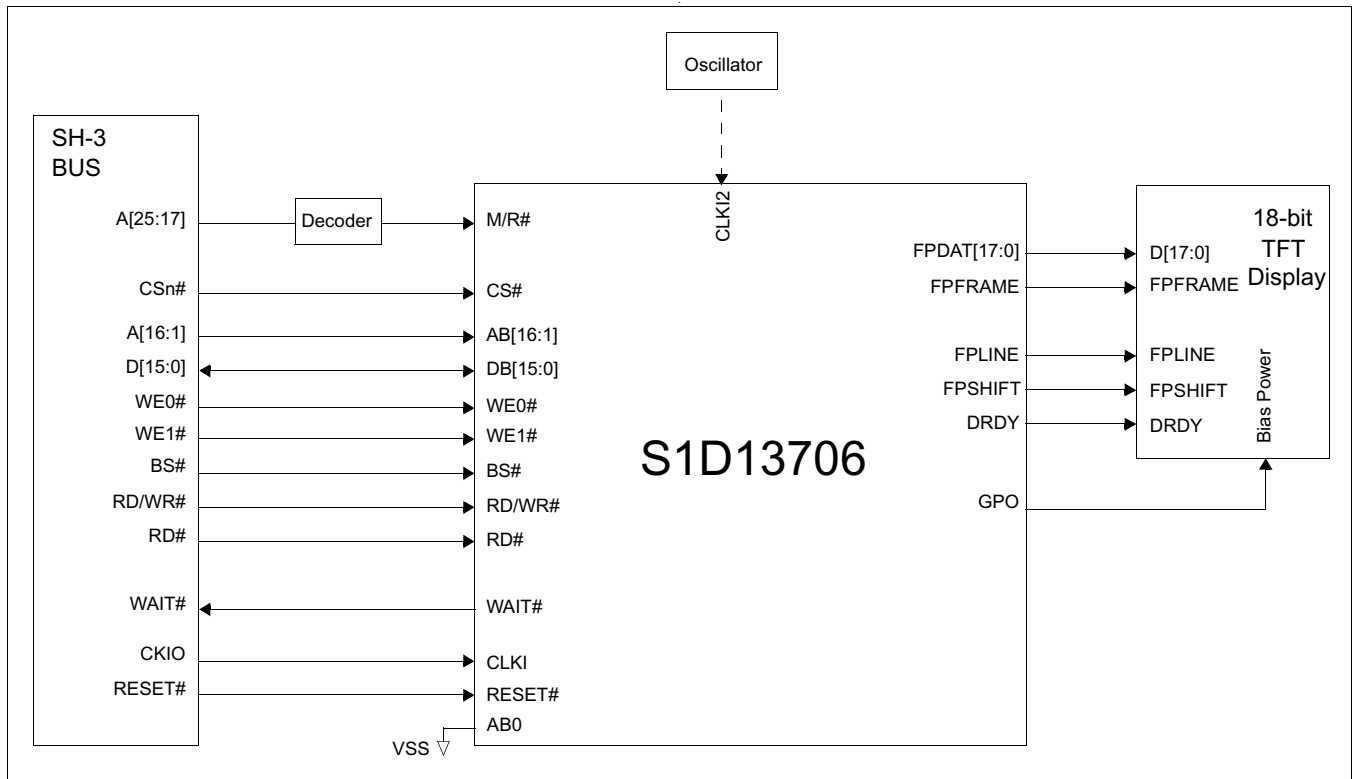 Oscillator
SH-3
BUS
A[25:17]
Decoder
M/R#
CLKI2
CSn#
CS#
A[16:1]
AB[16:1]
D[15:0]
DB[15:0]
WE0#
WE0#
WE1#
WE1#
BS#
BS#
RD/WR#
RD/WR#
RD#
RD#
WAIT#
WAIT#
CKIO
CLKI
RESET#
RESET#
AB0
VSS
S1D13706
FPDAT[17:0]
FPFRAME
FPLINE
FPSHIFT
DRDY
GPO
18-bit
TFT
Display
D[17:0]
FPFRAME
FPLINE
FPSHIFT
DRDY
Bias Power